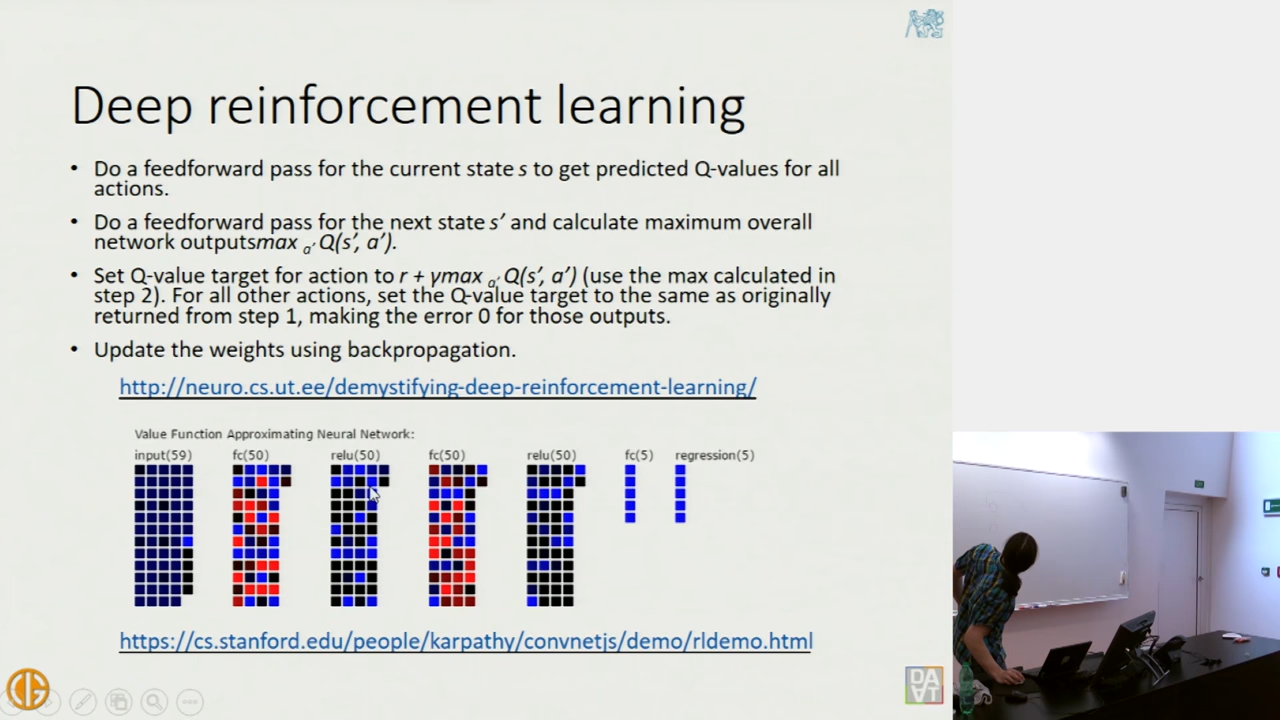 Deep reinforcement learning
• Do a feedforward pass for the current state s to get predicted Q-values for all
actions.
• Do a feedforward pass for the next state s’ and calculate maximum overall
network outputsmax a’ Q(s’, a’).
• Set Q-value target for action to r + γmax a’ Q(s’, a’) (use the max calculated in
step 2). For all other actions, set the Q-value target to the same as originally
returned from step 1, making the error 0 for those outputs.
• Update the weights using backpropagation.
http://neuro.cs.ut.ee/demystifying-deep-reinforcement-learning/
Value Function Approximating Neural Network:
input(59) fc(50) relu(50) fc(50) relu(50) fc(5) regression(5)
https://cs.stanford.edu/people/karpathy/convnetjs/demo/rldemo.html